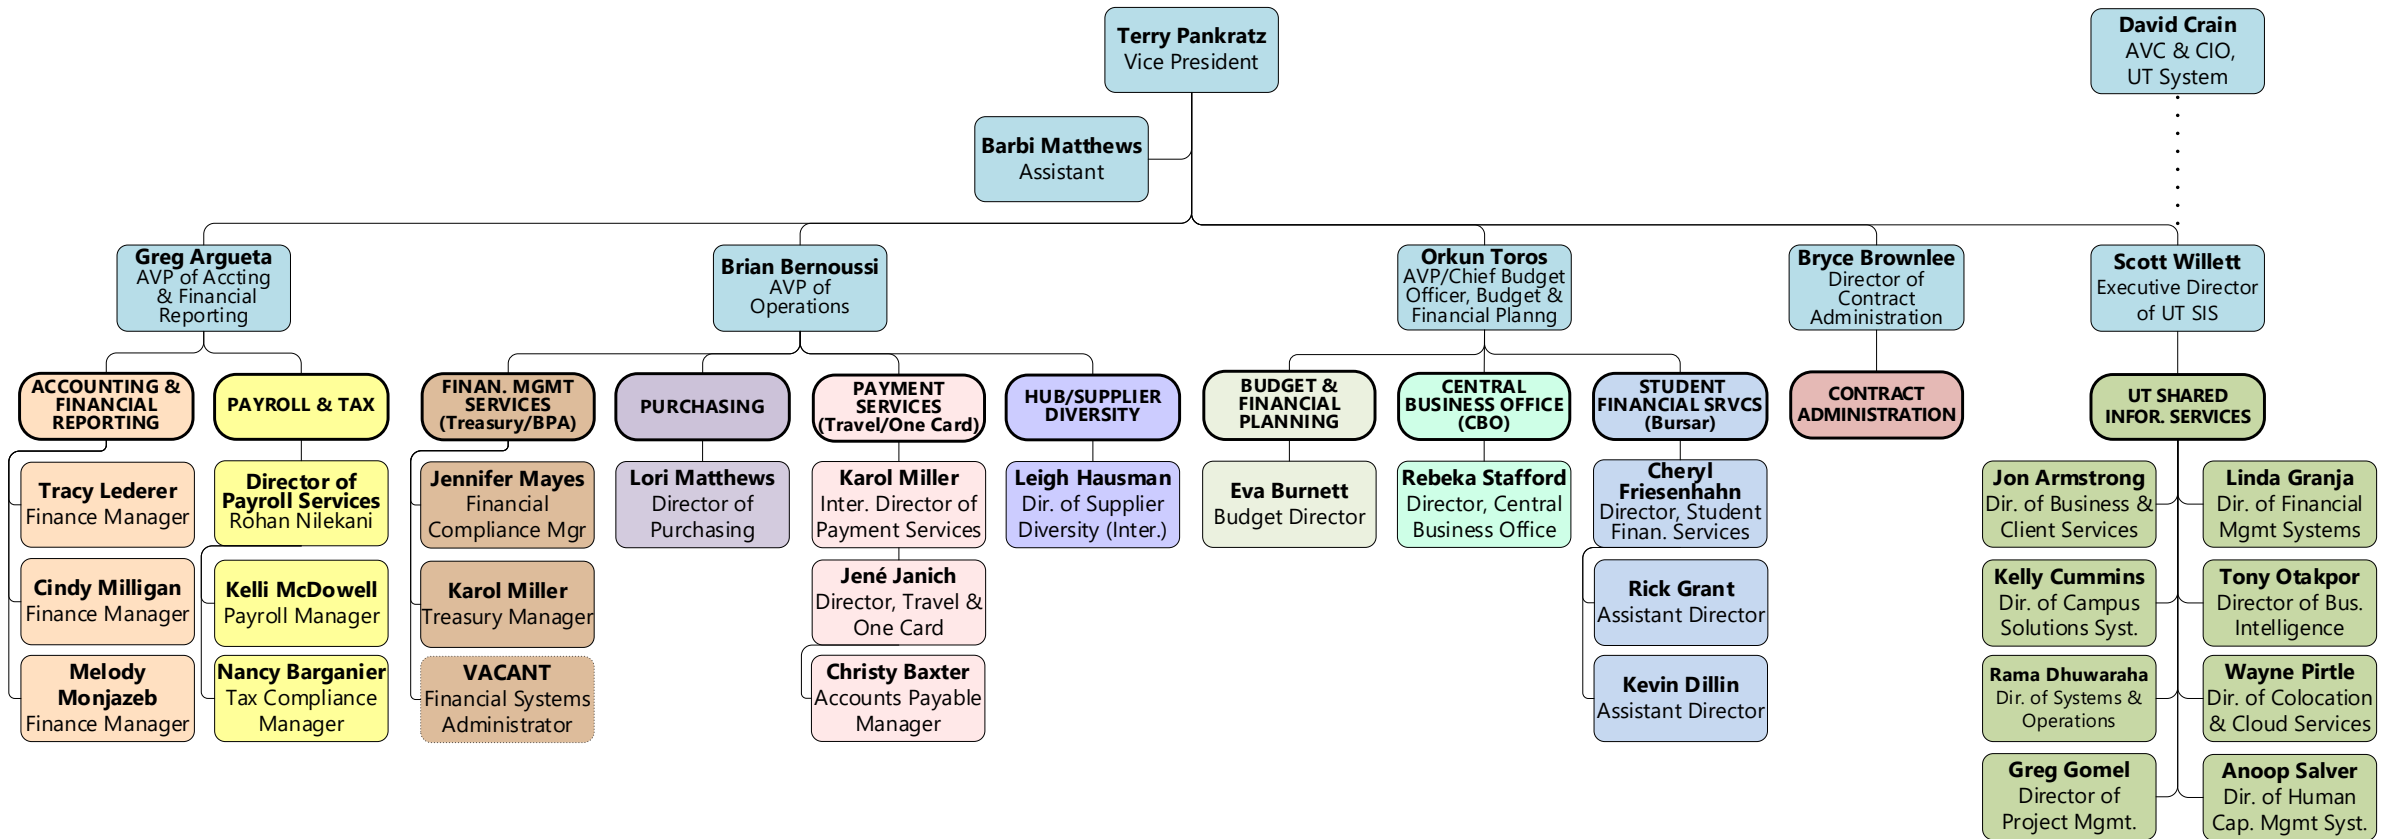 Terry Pankratz
Vice President
David Crain
AVC & CIO,
UT System
Barbi Matthews
Assistant
Greg Argueta
AVP of Accting
& Financial
Reporting
Brian Bernoussi
AVP of
Operations
Orkun Toros
AVP/Chief Budget
Officer, Budget &
Financial Planng
Bryce Brownlee
Director of
Contract
Administration
Scott Willett
Executive Director
of UT SIS
ACCOUNTING &
FINANCIAL
REPORTING
PAYROLL & TAX
FINAN. MGMT
SERVICES
(Treasury/BPA)
PURCHASING
PAYMENT
SERVICES
(Travel/One Card)
HUB/SUPPLIER
DIVERSITY
BUDGET &
FINANCIAL
PLANNING
CENTRAL
BUSINESS OFFICE
(CBO)
STUDENT
FINANCIAL SRVCS
(Bursar)
CONTRACT
ADMINISTRATION
UT SHARED
INFOR. SERVICES
Tracy Lederer
Finance Manager
Director of
Payroll Services
Rohan Nilekani
Jennifer Mayes
Financial
Compliance Mgr
Lori Matthews
Director of
Purchasing
Karol Miller
Inter. Director of
Payment Services
Leigh Hausman
Dir. of Supplier
Diversity (Inter.)
Eva Burnett
Budget Director
Rebeka Stafford
Director, Central
Business Office
Cheryl
Friesenhahn
Director, Student
Finan. Services
Jon Armstrong
Dir. of Business &
Client Services
Linda Granja
Dir. of Financial
Mgmt Systems
Cindy Milligan
Finance Manager
Kelli McDowell
Payroll Manager
Karol Miller
Treasury Manager
Jené Janich
Director, Travel &
One Card
Rick Grant
Assistant Director
Kelly Cummins
Dir. of Campus
Solutions Syst.
Tony Otakpor
Director of Bus.
Intelligence
Melody
Monjazeb
Finance Manager
Nancy Barganier
Tax Compliance
Manager
VACANT
Financial Systems
Administrator
Christy Baxter
Accounts Payable
Manager
Kevin Dillin
Assistant Director
Rama Dhuwaraha
Dir. of Systems &
Operations
Wayne Pirtle
Dir. of Colocation
& Cloud Services
Greg Gomel
Director of
Project Mgmt.
Anoop Salver
Dir. of Human
Cap. Mgmt Syst.